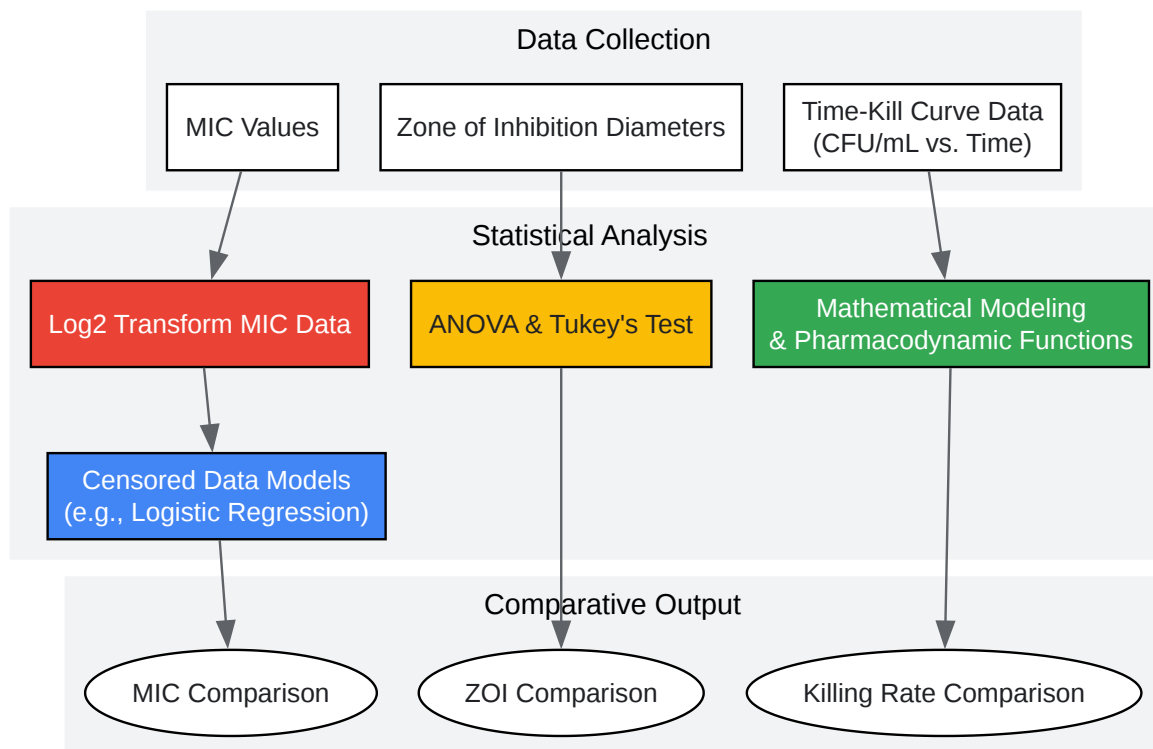 Data Collection
MIC Values
Zone of Inhibition Diameters
Time-Kill Curve Data
(CFU/mL vs. Time)
Statistical Analysis
Log2 Transform MIC Data
ANOVA & Tukey's Test
Mathematical Modeling
& Pharmacodynamic Functions
Censored Data Models
(e.g., Logistic Regression)
Comparative Output
MIC Comparison
ZOI Comparison
Killing Rate Comparison